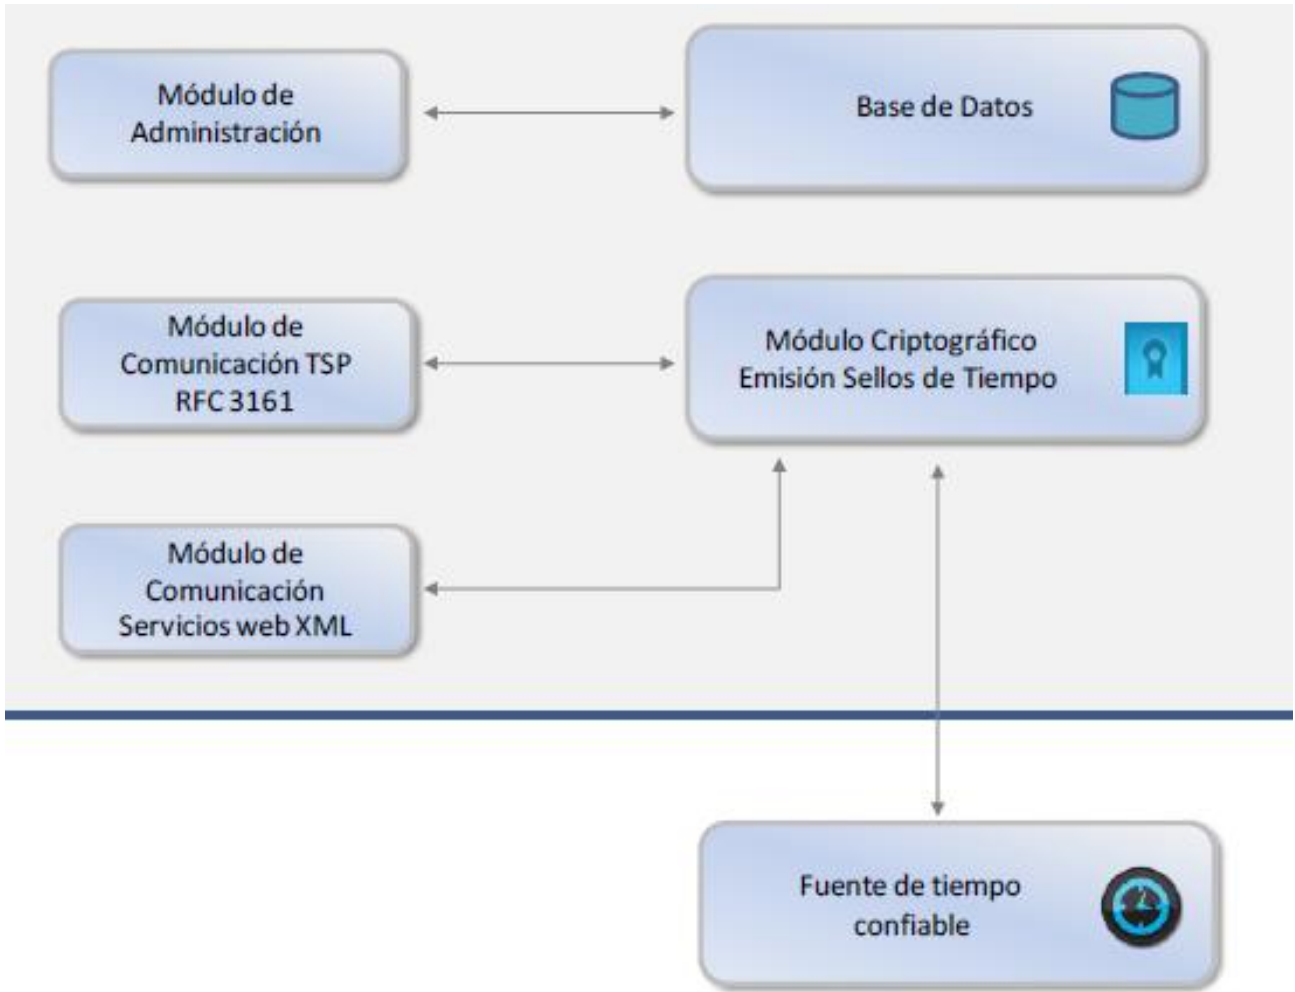 Módulo de
Administración
Base de Datos
Módulo de
Comunicación TSP
RFC 3161
Módulo Criptográfico
Emisión Sellos de Tiempo
Módulo de
Comunicación
Servicios web XML
Fuente de tiempo
confiable